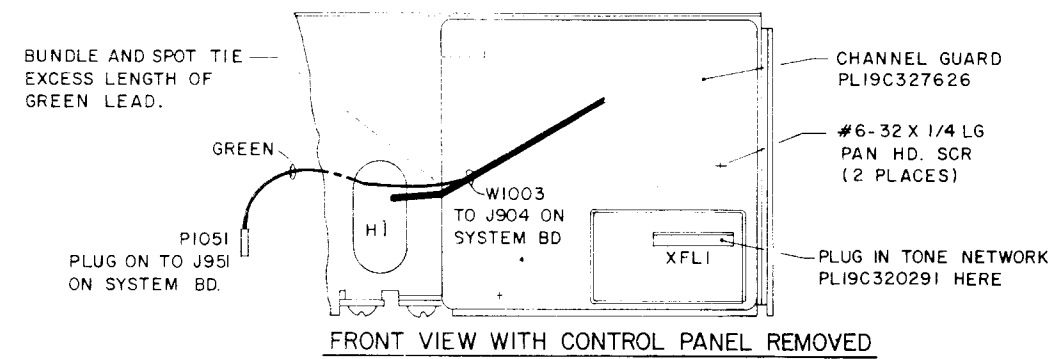 BUNDLE AND SPOT TIE
EXCESS LENGTH OF
GREEN LEAD.
GREEN
P1051
PLUG ON TO J951
ON SYSTEM BD.
H1
W1003
TO J904 ON
SYSTEM BD
XFL1
CHANNEL GUARD
PL19C327626
#6-32 X 1/4 LG
PAN HD. SCR
(2 PLACES)
PLUG IN TONE NETWORK
PL19C320291 HERE
FRONT VIEW WITH CONTROL PANEL REMOVED